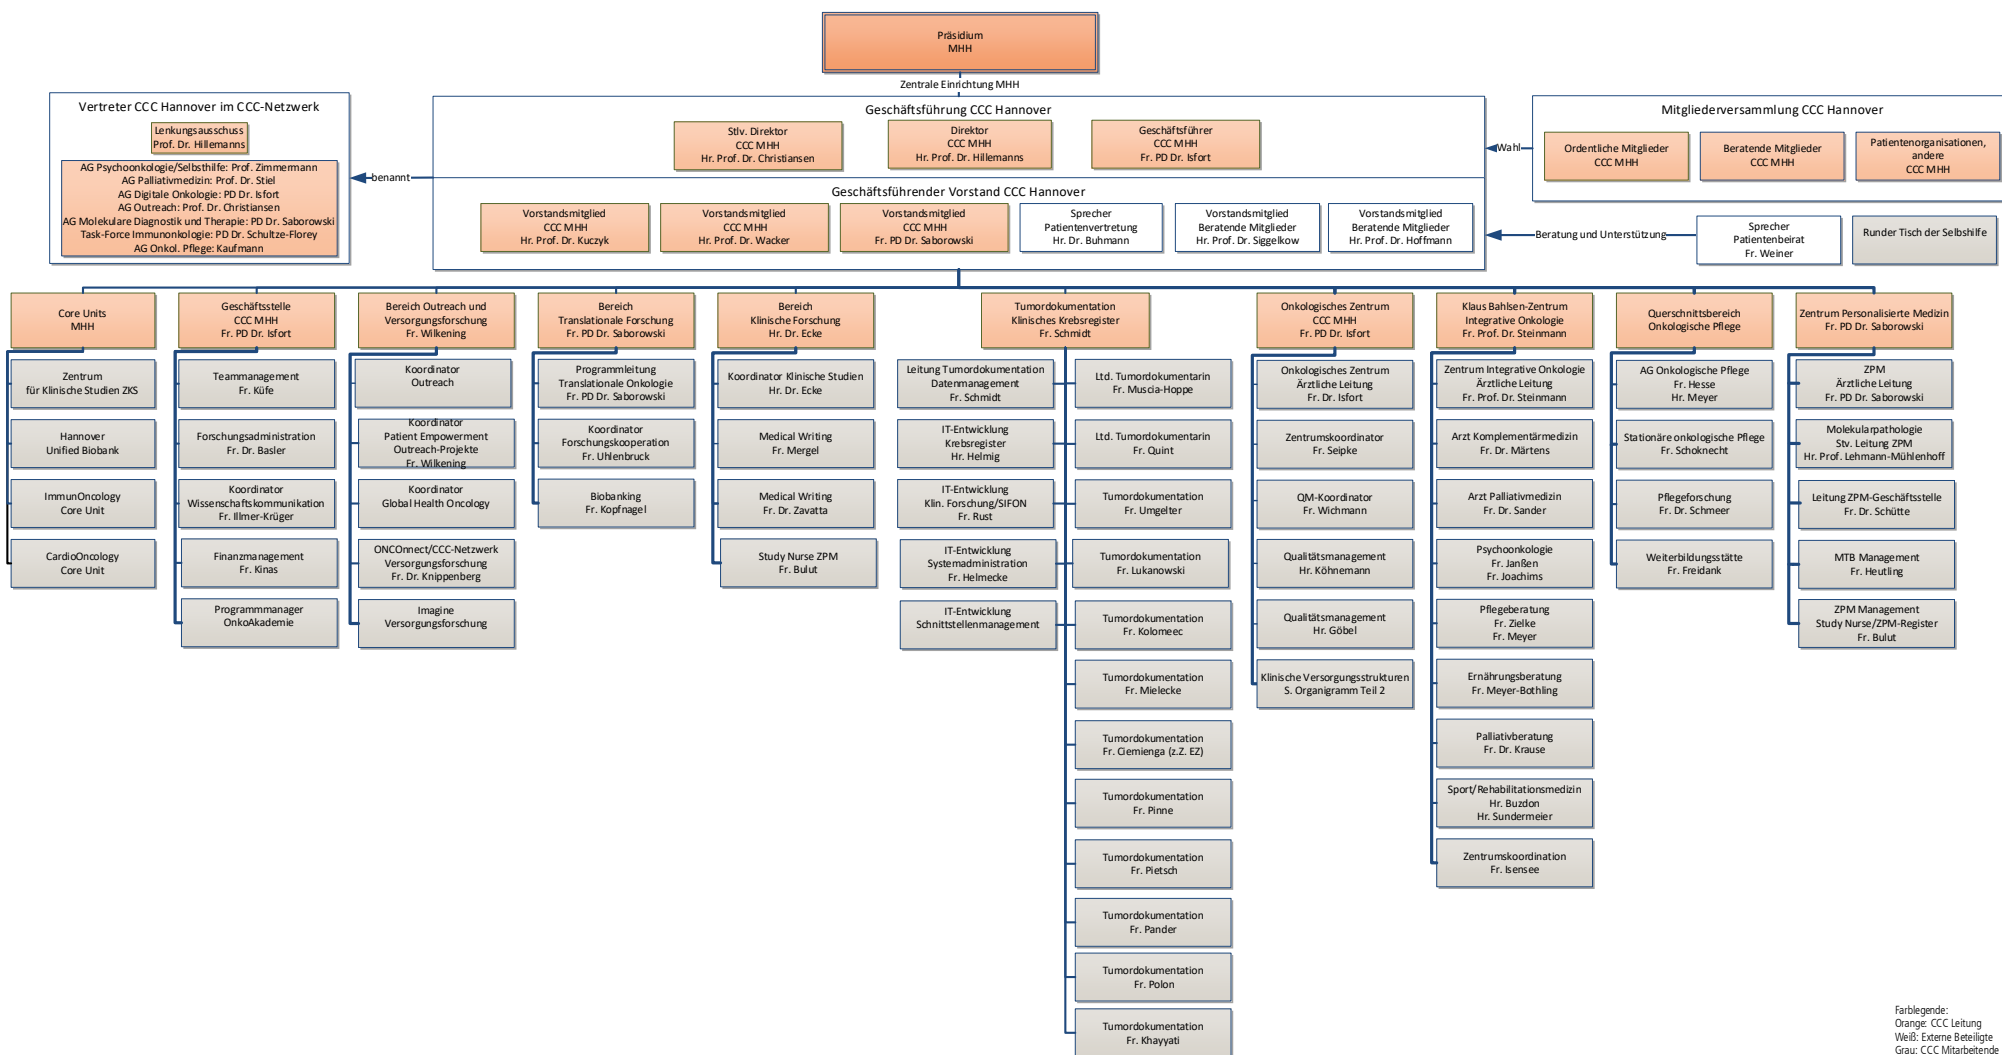 Präsidium
MHH
Zentrale Einrichtung MHH
Vertreter CCC Hannover im CCC-Netzwerk
Lenkungsausschuss
Prof. Dr. Hillemanns
AG Psychoonkologie/Selbsthilfe: Prof. Zimmermann
AG Palliativmedizin: Prof. Dr. Stiel
AG Digitale Onkologie: PD Dr. Isfort
AG Outreach: Prof. Dr. Christiansen
AG Molekulare Diagnostik und Therapie: PD Dr. Saborowski
Task-Force Immunonkologie: PD Dr. Schultze-Florey
AG Onkol. Pflege: Kaufmann
benannt
Geschäftsführung CCC Hannover
Stlv. Direktor
CCC MHH
Hr. Prof. Dr. Christiansen
Direktor
CCC MHH
Hr. Prof. Dr. Hillemanns
Geschäftsführer
CCC MHH
Fr. PD Dr. Isfort
Geschäftsführender Vorstand CCC Hannover
Vorstandsmitglied
CCC MHH
Hr. Prof. Dr. Kuczyk
Vorstandsmitglied
CCC MHH
Hr. Prof. Dr. Wacker
Vorstandsmitglied
CCC MHH
Fr. PD Dr. Saborowski
Sprecher
Patientenvertretung
Hr. Dr. Buhmann
Vorstandsmitglied
Beratende Mitglieder
Hr. Prof. Dr. Siggelkow
Vorstandsmitglied
Beratende Mitglieder
Hr. Prof. Dr. Hoffmann
Wahl
Mitgliederversammlung CCC Hannover
Ordentliche Mitglieder
CCC MHH
Beratende Mitglieder
CCC MHH
Patientenorganisationen,
andere
CCC MHH
Beratung und Unterstützung
Sprecher
Patientenbeirat
Fr. Weiner
Runder Tisch der Selbshilfe
Core Units
MHH
Zentrum
für Klinische Studien ZKS
Hannover
Unified Biobank
ImmunOncology
Core Unit
CardioOncology
Core Unit
Geschäftsstelle
CCC MHH
Fr. PD Dr. Isfort
Teammanagement
Fr. Küfe
Forschungsadministration
Fr. Dr. Basler
Koordinator
Wissenschaftskommunikation
Fr. Illmer-Krüger
Finanzmanagement
Fr. Kinas
Programmmanager
OnkoAkademie
Bereich Outreach und
Versorgungsforschung
Fr. Wilkening
Koordinator
Outreach
Koordinator
Patient Empowerment
Outreach-Projekte
Fr. Wilkening
Koordinator
Global Health Oncology
ONCOnnect/CCC-Netzwerk
Versorgungsforschung
Fr. Dr. Knippenberg
Imagine
Versorgungsforschung
Bereich
Translationale Forschung
Fr. PD Dr. Saborowski
Programmleitung
Translationale Onkologie
Fr. PD Dr. Saborowski
Koordinator
Forschungskooperation
Fr. Uhlenbruck
Biobanking
Fr. Kopfnagel
Bereich
Klinische Forschung
Hr. Dr. Ecke
Koordinator Klinische Studien
Hr. Dr. Ecke
Medical Writing
Fr. Mergel
Medical Writing
Fr. Dr. Zavatta
Study Nurse ZPM
Fr. Bulut
Tumordokumentation
Klinisches Krebsregister
Fr. Schmidt
Leitung Tumordokumentation
Datenmanagement
Fr. Schmidt
IT-Entwicklung
Krebsregister
Hr. Helmig
IT-Entwicklung
Klin. Forschung/SIFON
Fr. Rust
IT-Entwicklung
Systemadministration
Fr. Helmecke
IT-Entwicklung
Schnittstellenmanagement
Ltd. Tumordokumentarin
Fr. Muscia-Hoppe
Ltd. Tumordokumentarin
Fr. Quint
Tumordokumentation
Fr. Umgelter
Tumordokumentation
Fr. Lukanowski
Tumordokumentation
Fr. Kolomeec
Tumordokumentation
Fr. Mielecke
Tumordokumentation
Fr. Ciemienga (z.Z. EZ)
Tumordokumentation
Fr. Pinne
Tumordokumentation
Fr. Pietsch
Tumordokumentation
Fr. Pander
Tumordokumentation
Fr. Polon
Tumordokumentation
Fr. Khayyati
Onkologisches Zentrum
CCC MHH
Fr. PD Dr. Isfort
Onkologisches Zentrum
Ärztliche Leitung
Fr. Dr. Isfort
Zentrumskoordinator
Fr. Seipke
QM-Koordinator
Fr. Wichmann
Qualitätsmanagement
Hr. Köhnemann
Qualitätsmanagement
Hr. Göbel
Klinische Versorgungsstrukturen
S. Organigramm Teil 2
Klaus Bahlsen-Zentrum
Integrative Onkologie
Fr. Prof. Dr. Steinmann
Zentrum Integrative Onkologie
Ärztliche Leitung
Fr. Prof. Dr. Steinmann
Arzt Komplementärmedizin
Fr. Dr. Märtens
Arzt Palliativmedizin
Fr. Dr. Sander
Psychoonkologie
Fr. Janßen
Fr. Joachims
Pflegeberatung
Fr. Zielke
Fr. Meyer
Ernährungsberatung
Fr. Meyer-Bothling
Palliativberatung
Fr. Dr. Krause
Sport/Rehabilitationsmedizin
Hr. Buzdon
Hr. Sundermeier
Zentrumskoordination
Fr. Isensee
Querschnittsbereich
Onkologische Pflege
AG Onkologische Pflege
Fr. Hesse
Hr. Meyer
Stationäre onkologische Pflege
Fr. Schoknecht
Pflegeforschung
Fr. Dr. Schmeer
Weiterbildungsstätte
Fr. Freidank
Zentrum Personalisierte Medizin
Fr. PD Dr. Saborowski
ZPM
Ärztliche Leitung
Fr. PD Dr. Saborowski
Molekularpathologie
Stv. Leitung ZPM
Hr. Prof. Lehmann-Mühlenhoff
Leitung ZPM-Geschäftsstelle
Fr. Dr. Schütte
MTB Management
Fr. Heutling
ZPM Management
Study Nurse/ZPM-Register
Fr. Bulut
Farblegende:
Orange: CCC Leitung
Weiß: Externe Beteiligte
Grau: CCC Mitarbeitende